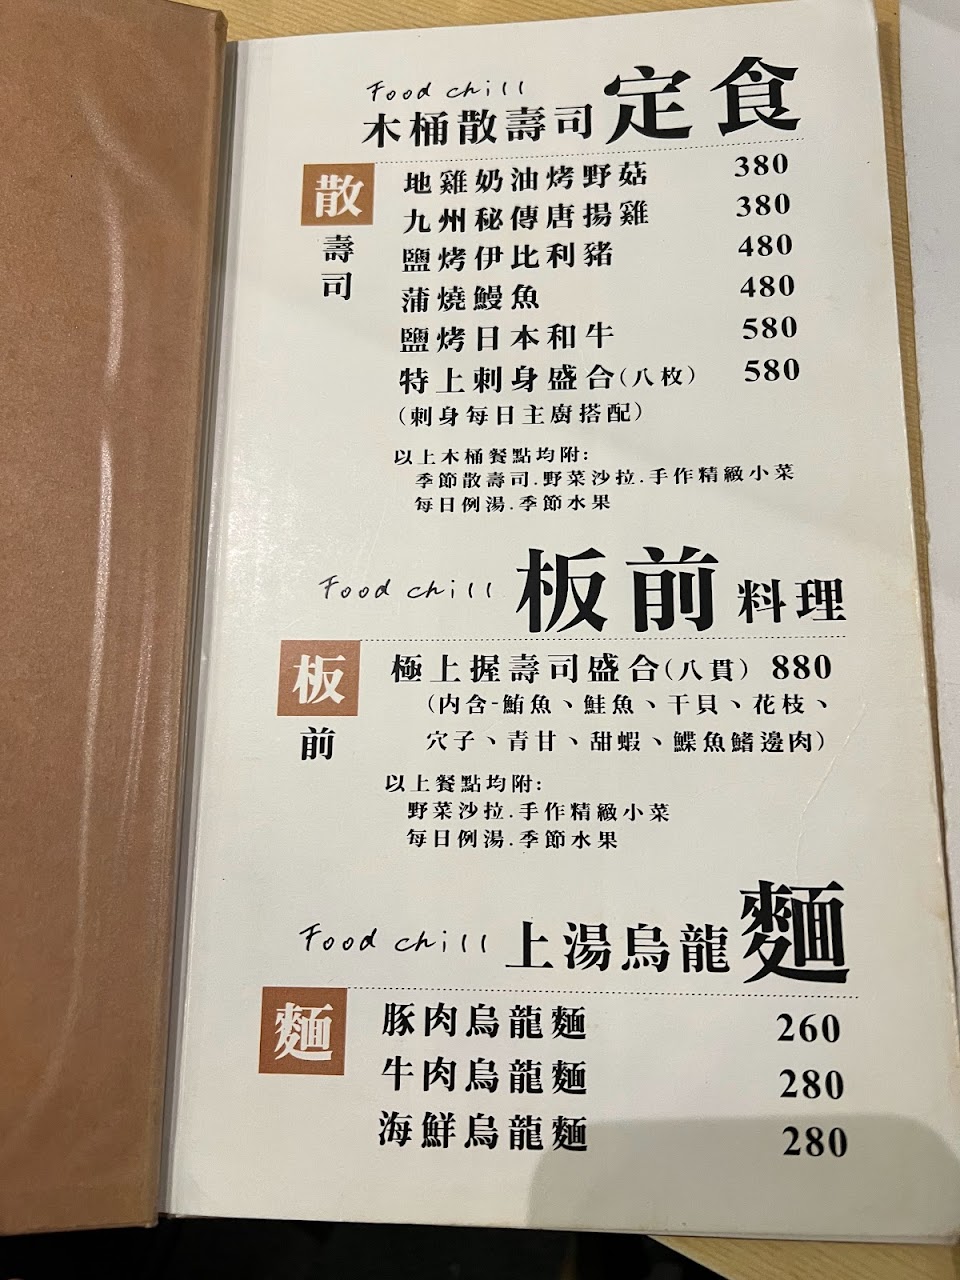 Food chill
木桶散壽司定食
散壽司
地雞奶油烤野菇 380
九州秘傳唐揚雞 380
鹽烤伊比利豬 480
蒲燒鰻魚 480
鹽烤日本和牛 580
特上刺身盛合(八枚) 580
(刺身每日主廚搭配)
以上木桶餐點均附:
季節散壽司.野菜沙拉.手作精緻小菜
每日例湯.季節水果
Food chill 板前料理
板前
極上握壽司盛合(八貫) 880
(內含-鮪魚、鮭魚、干貝、花枝、
穴子、青甘、甜蝦、鰈魚鰭邊肉)
以上餐點均附:
野菜沙拉.手作精緻小菜
每日例湯.季節水果
Food chill 上湯烏龍麵
麵
豚肉烏龍麵 260
牛肉烏龍麵 280
海鮮烏龍麵 280